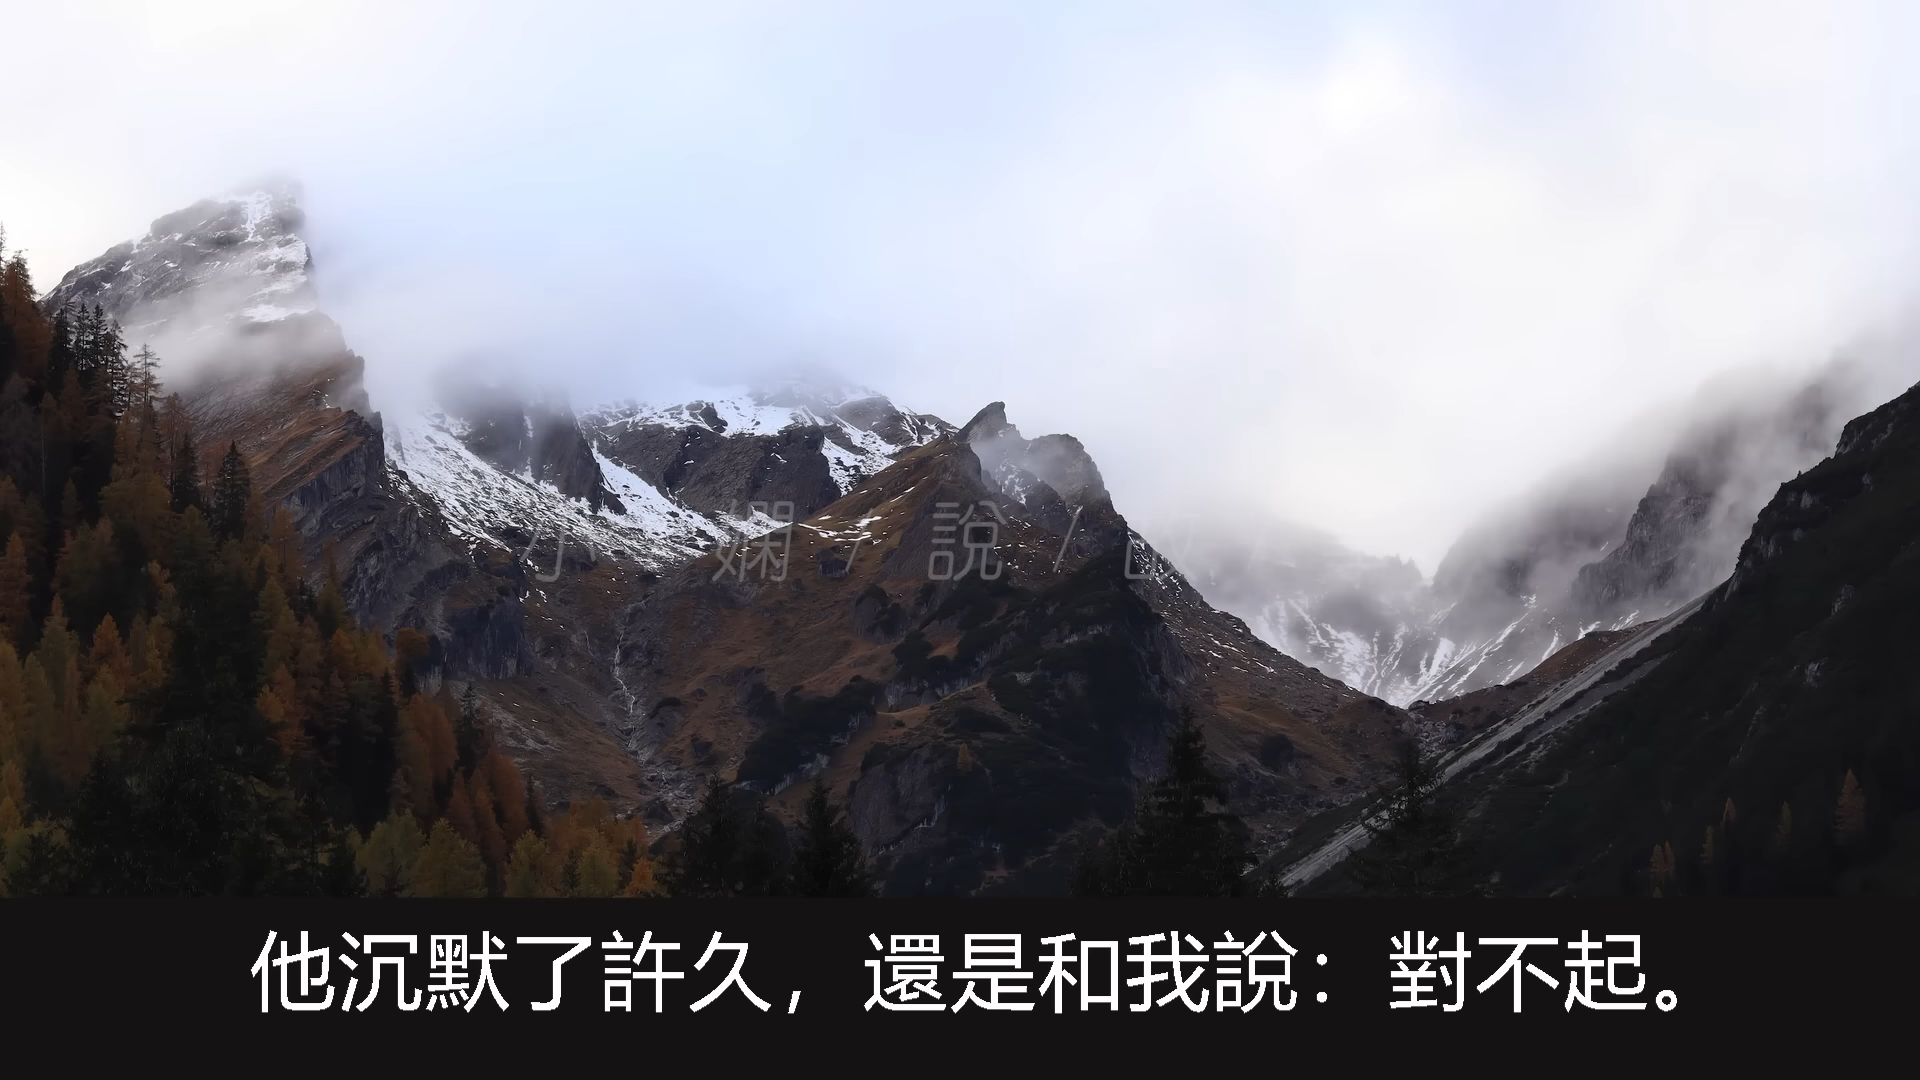 小 嫻 / 說 /
他沉默了許久，還是和我說：對不起。